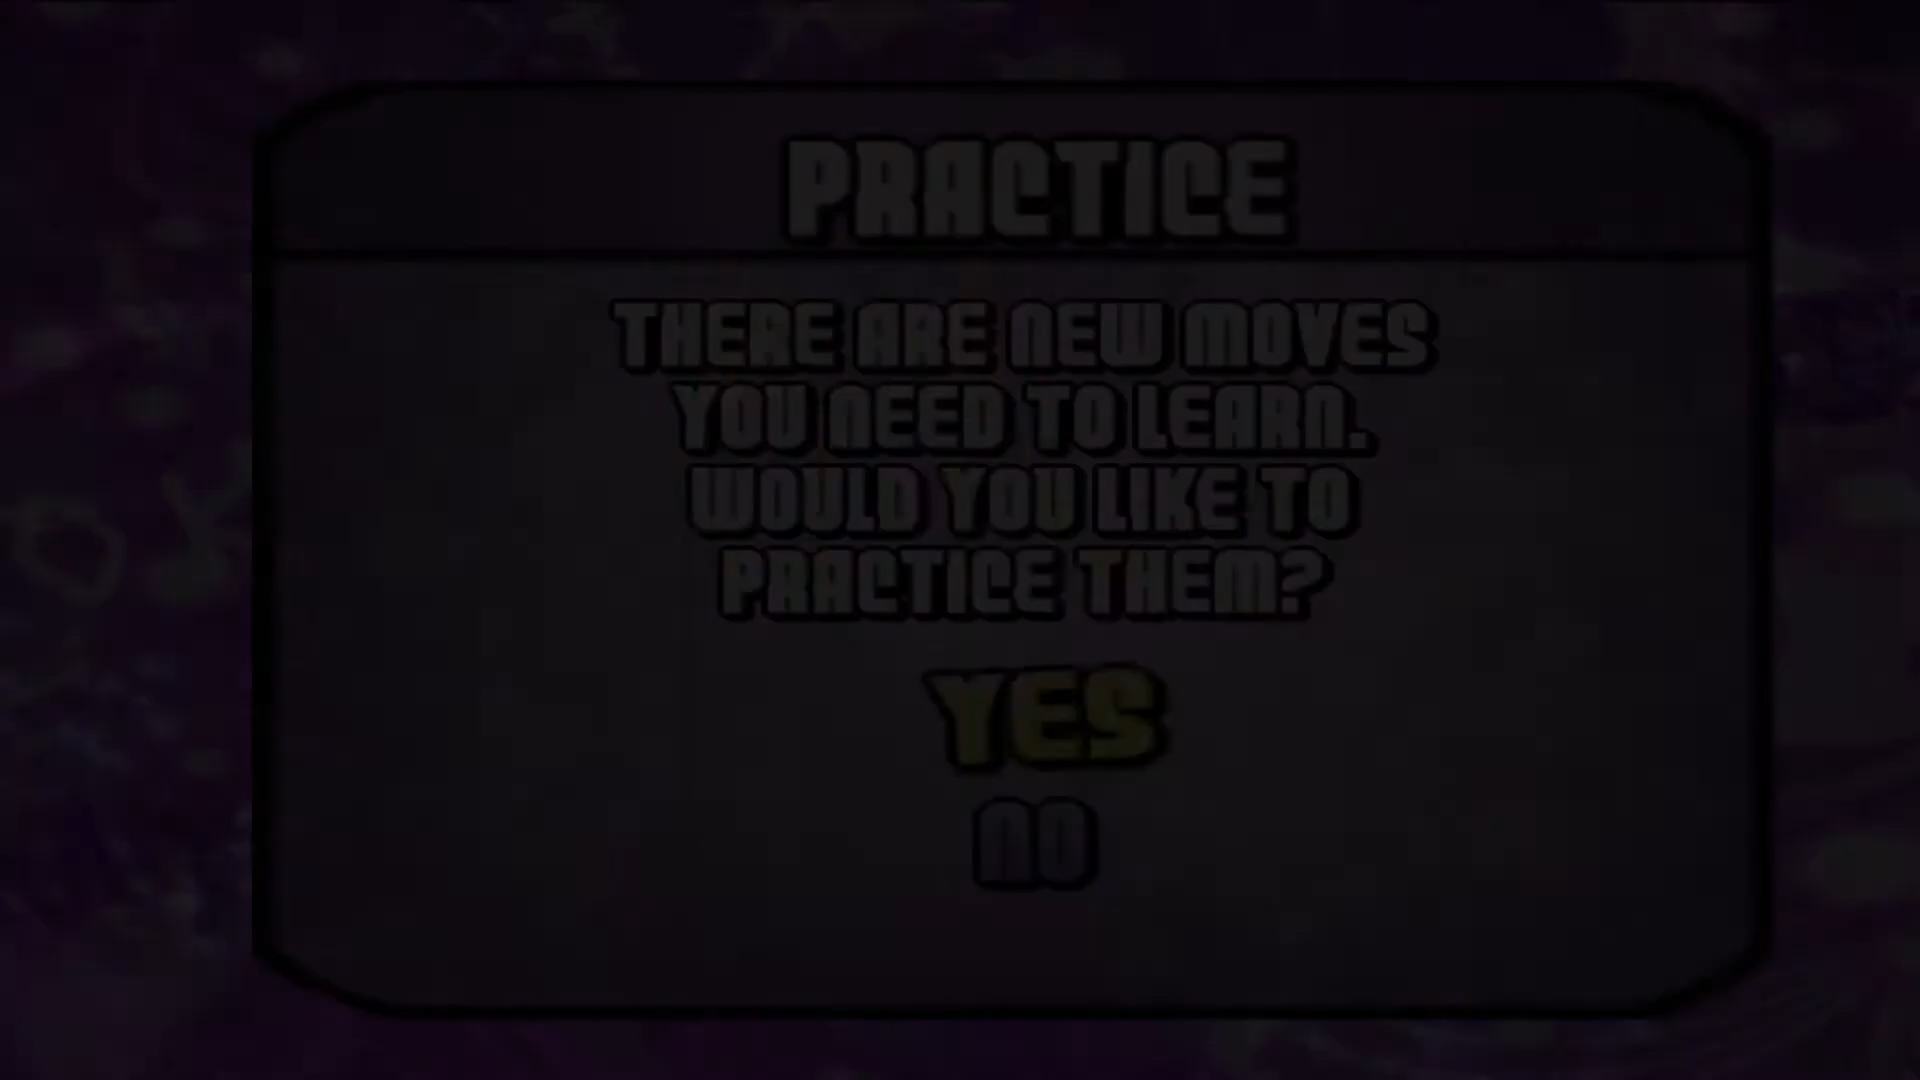 PRACTICE
THERE ARE NEW MOVES
YOU NEED TO LEARN.
WOULD YOU LIKE TO
PRACTICE THEM?
YES
NO